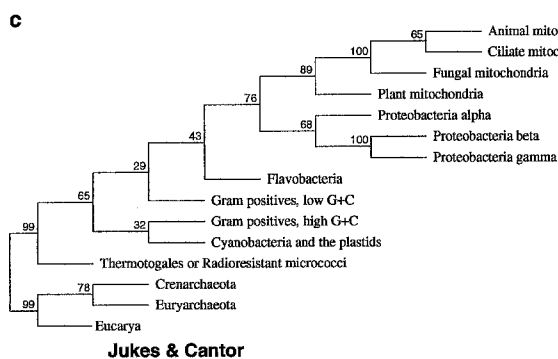 c
Animal mito
65
Ciliate mitoc
100
Fungal mitochondria
89
Plant mitochondria
76
Proteobacteria alpha
68
Proteobacteria beta
100
Proteobacteria gamma
43
Flavobacteria
29
Gram positives, low G+C
65
Gram positives, high G+C
32
Cyanobacteria and the plastids
99
Thermotogales or Radioresistant micrococci
Crenarchaeota
78
Euryarchaeota
99
Eucarya
Jukes & Cantor